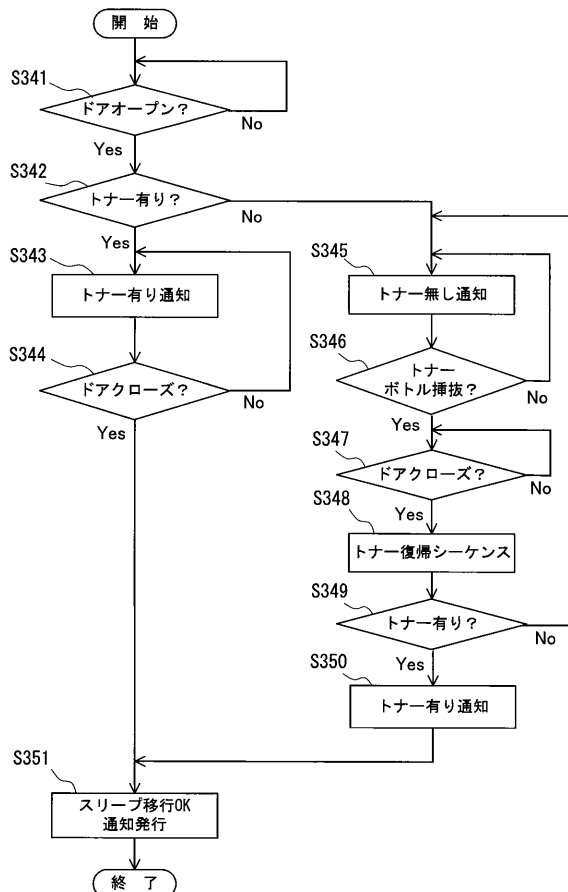 開 始
S341
ドアオープン？
No
Yes
S342
トナー有り？
No
Yes
S343
トナー有り通知
S344
ドアクローズ？
No
Yes
S345
トナー無し通知
S346
トナー
ボトル挿抜？
No
Yes
S347
ドアクローズ？
No
Yes
S348
トナー復帰シーケンス
S349
トナー有り？
No
Yes
S350
トナー有り通知
S351
スリープ移行OK
通知発行
終 了